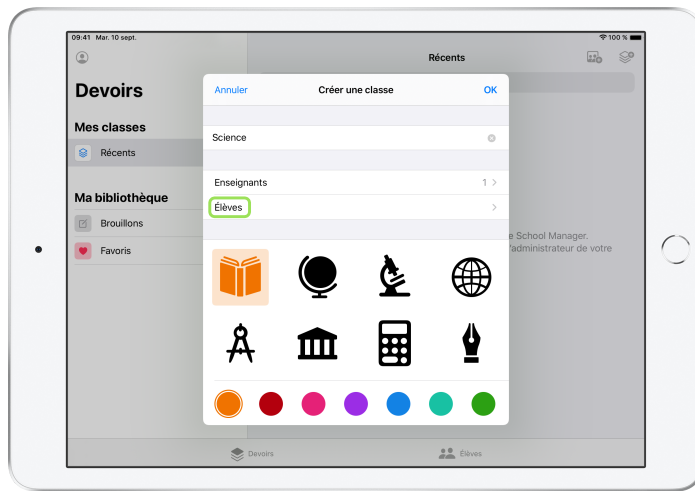 09:41 Mar. 10 sept.
100 %
Récents
Devoirs
Mes classes
Récents
Ma bibliothèque
Brouillons
Favoris
Annuler
Créer une classe
OK
Science
Enseignants
1
Élèves
e School Manager.
'administrateur de votre
Devoirs
Élèves